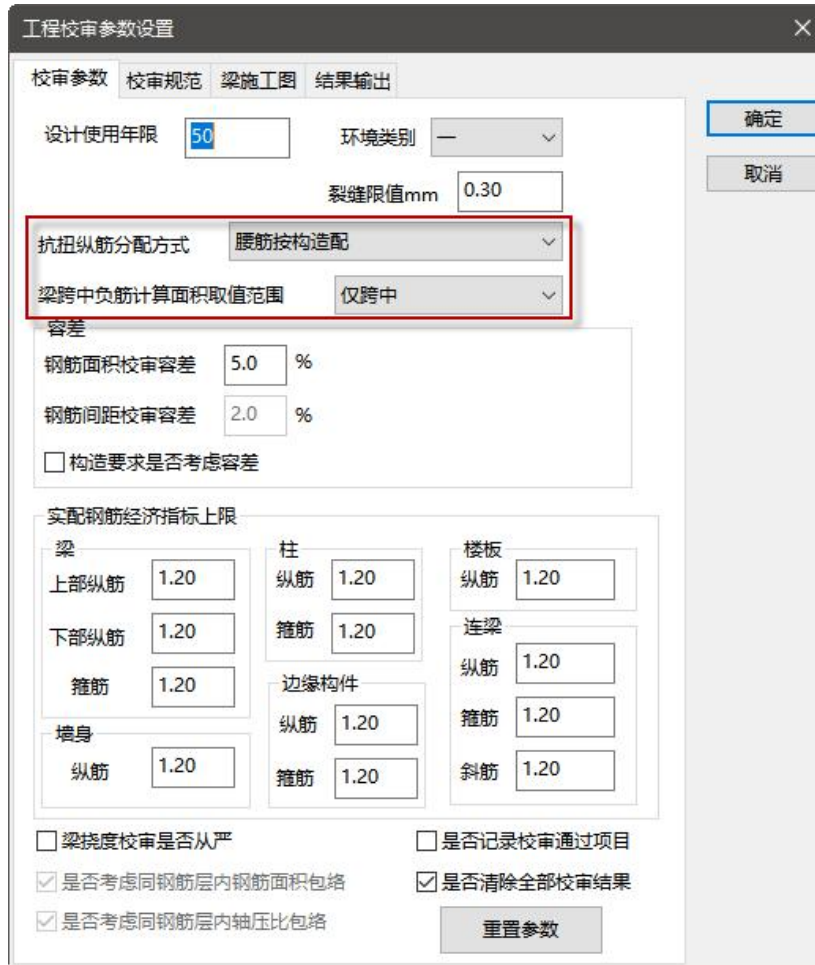 工程校审参数设置
校审参数 校审规范 梁施工图 结果输出
确定
取消
设计使用年限 50 环境类别 一
裂缝限值mm 0.30
抗扭纵筋分配方式 腰筋按构造配
梁跨中负筋计算面积取值范围 仅跨中
容差
钢筋面积校审容差 5.0 %
钢筋间距校审容差 2.0 %
构造要求是否考虑容差
实配钢筋经济指标上限
梁
上部纵筋 1.20
下部纵筋 1.20
箍筋 1.20
墙身
纵筋 1.20
柱
纵筋 1.20
箍筋 1.20
边缘构件
纵筋 1.20
箍筋 1.20
楼板
纵筋 1.20
连梁
纵筋 1.20
箍筋 1.20
斜筋 1.20
梁挠度校审是否从严
是否记录校审通过项目
是否考虑同钢筋层内钢筋面积包络
是否清除全部校审结果
是否考虑同钢筋层内轴压比包络
重置参数